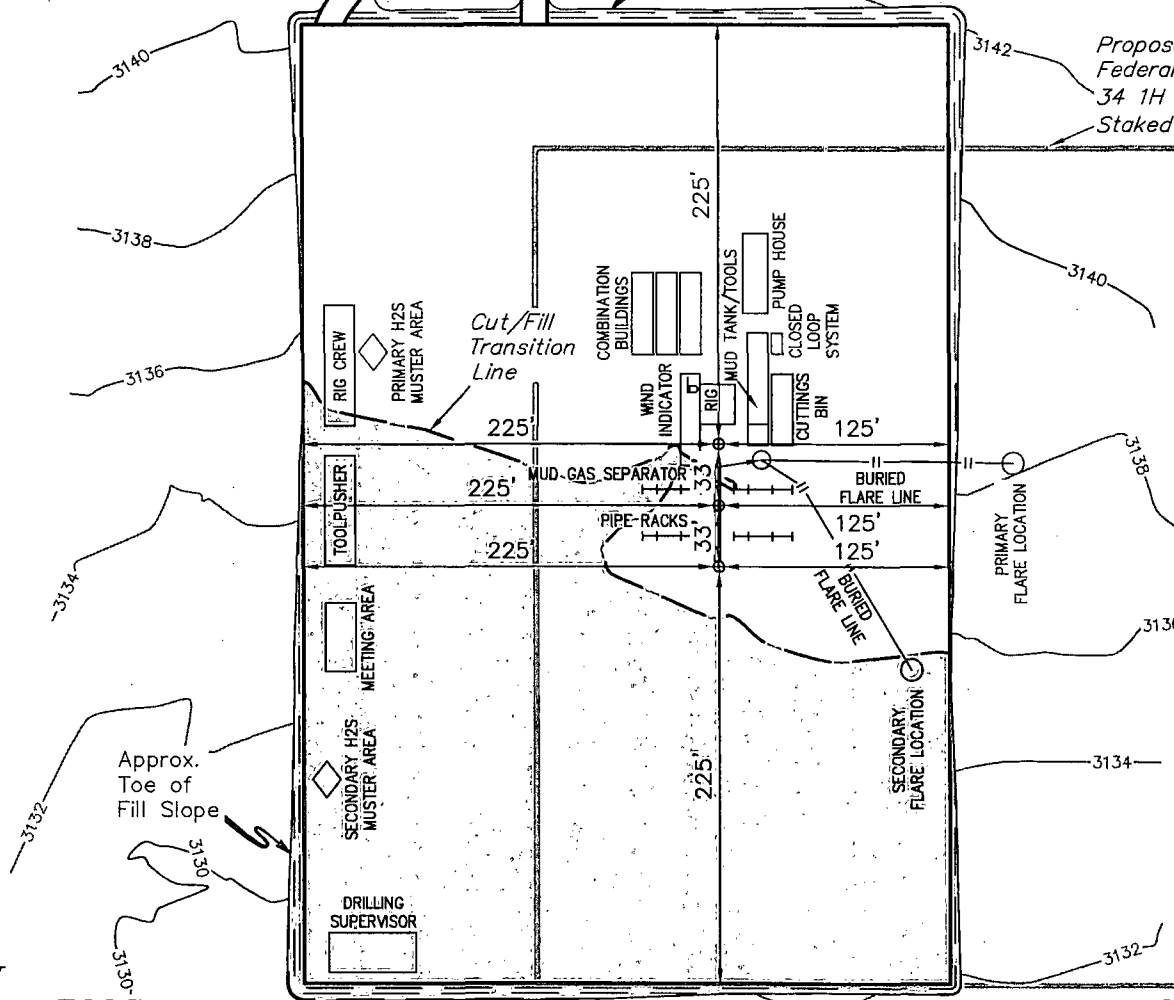 3140
3142
Propos
Federal
34 1H
Staked
225'
3138
3140
COMBINATION
BUILDINGS
MUD TANK/TOOLS
PUMP HOUSE
CLOSED
LOOP
SYSTEM
RIG CREW
PRIMARY H2S
MUSTER AREA
Cut/Fill
Transition
Line
WIND
INDICATOR
RIG
CUTTINGS
BIN
3136
225'
125'
3138
MUD GAS SEPARATOR
33'
BURIED
FLARE LINE
PRIMARY
FLARE LOCATION
TOOLPUSHER
225'
125'
PIPE RACKS
33'
225'
125'
3134
BURIED
FLARE LINE
MEETING AREA
3136
SECONDARY
FLARE LOCATION
Approx.
Toe of
Fill Slope
SECONDARY H2S
MUSTER AREA
225'
3134
3132
3130
DRILLING
SUPERVISOR
3130
3132